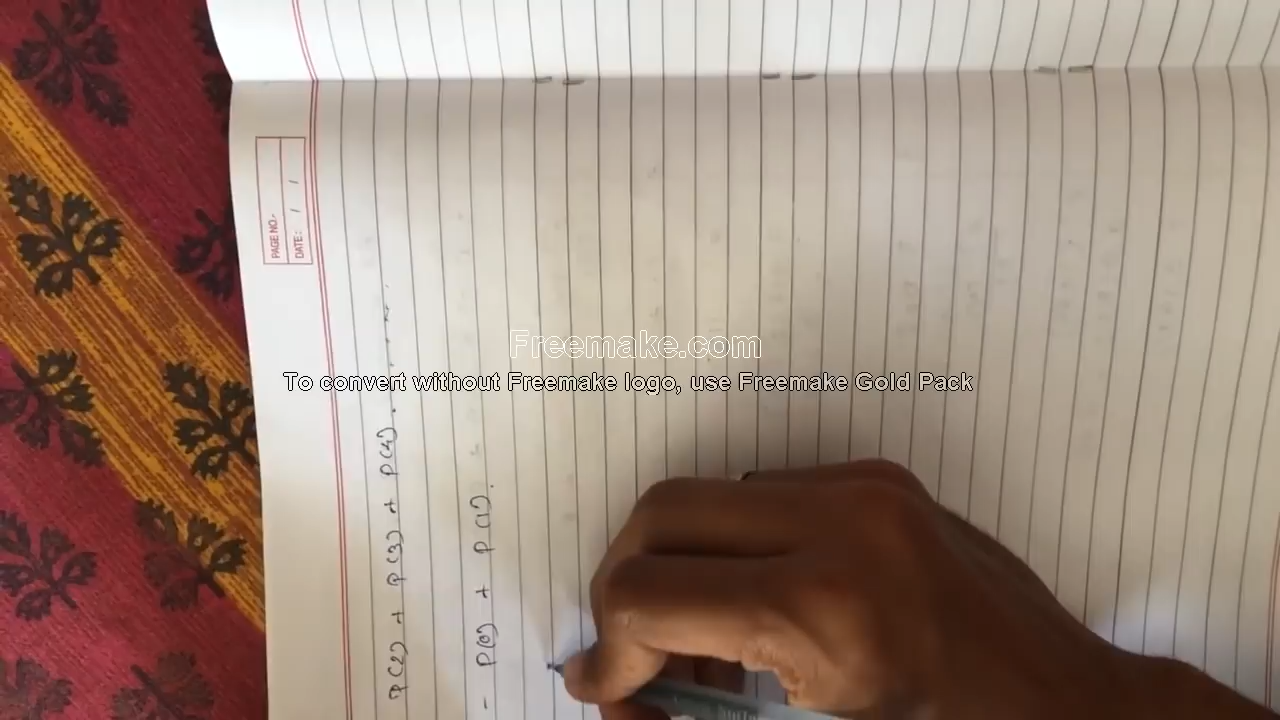 PAGE NO.-
DATE: / /
P(2) + P(3) + P(4) . . . . .
- P(0) + P(1).
Freemake.com
To convert without Freemake logo, use Freemake Gold Pack